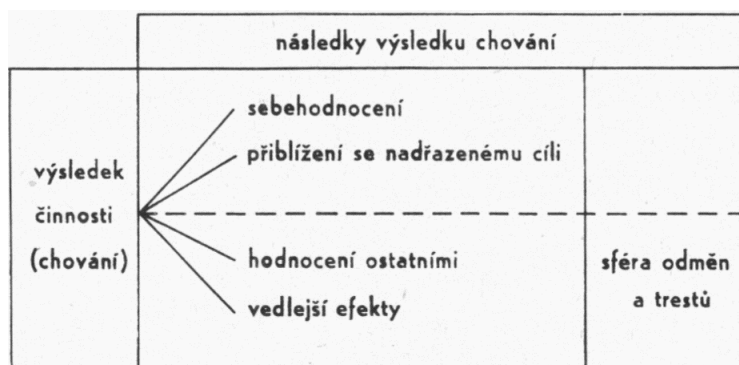 následky výsledku chování
výsledek
činnosti
(chování)
sebehodnocení
přiblížení se nadřazenému cíli
hodnocení ostatními
vedlejší efekty
sféra odměn
a trestů